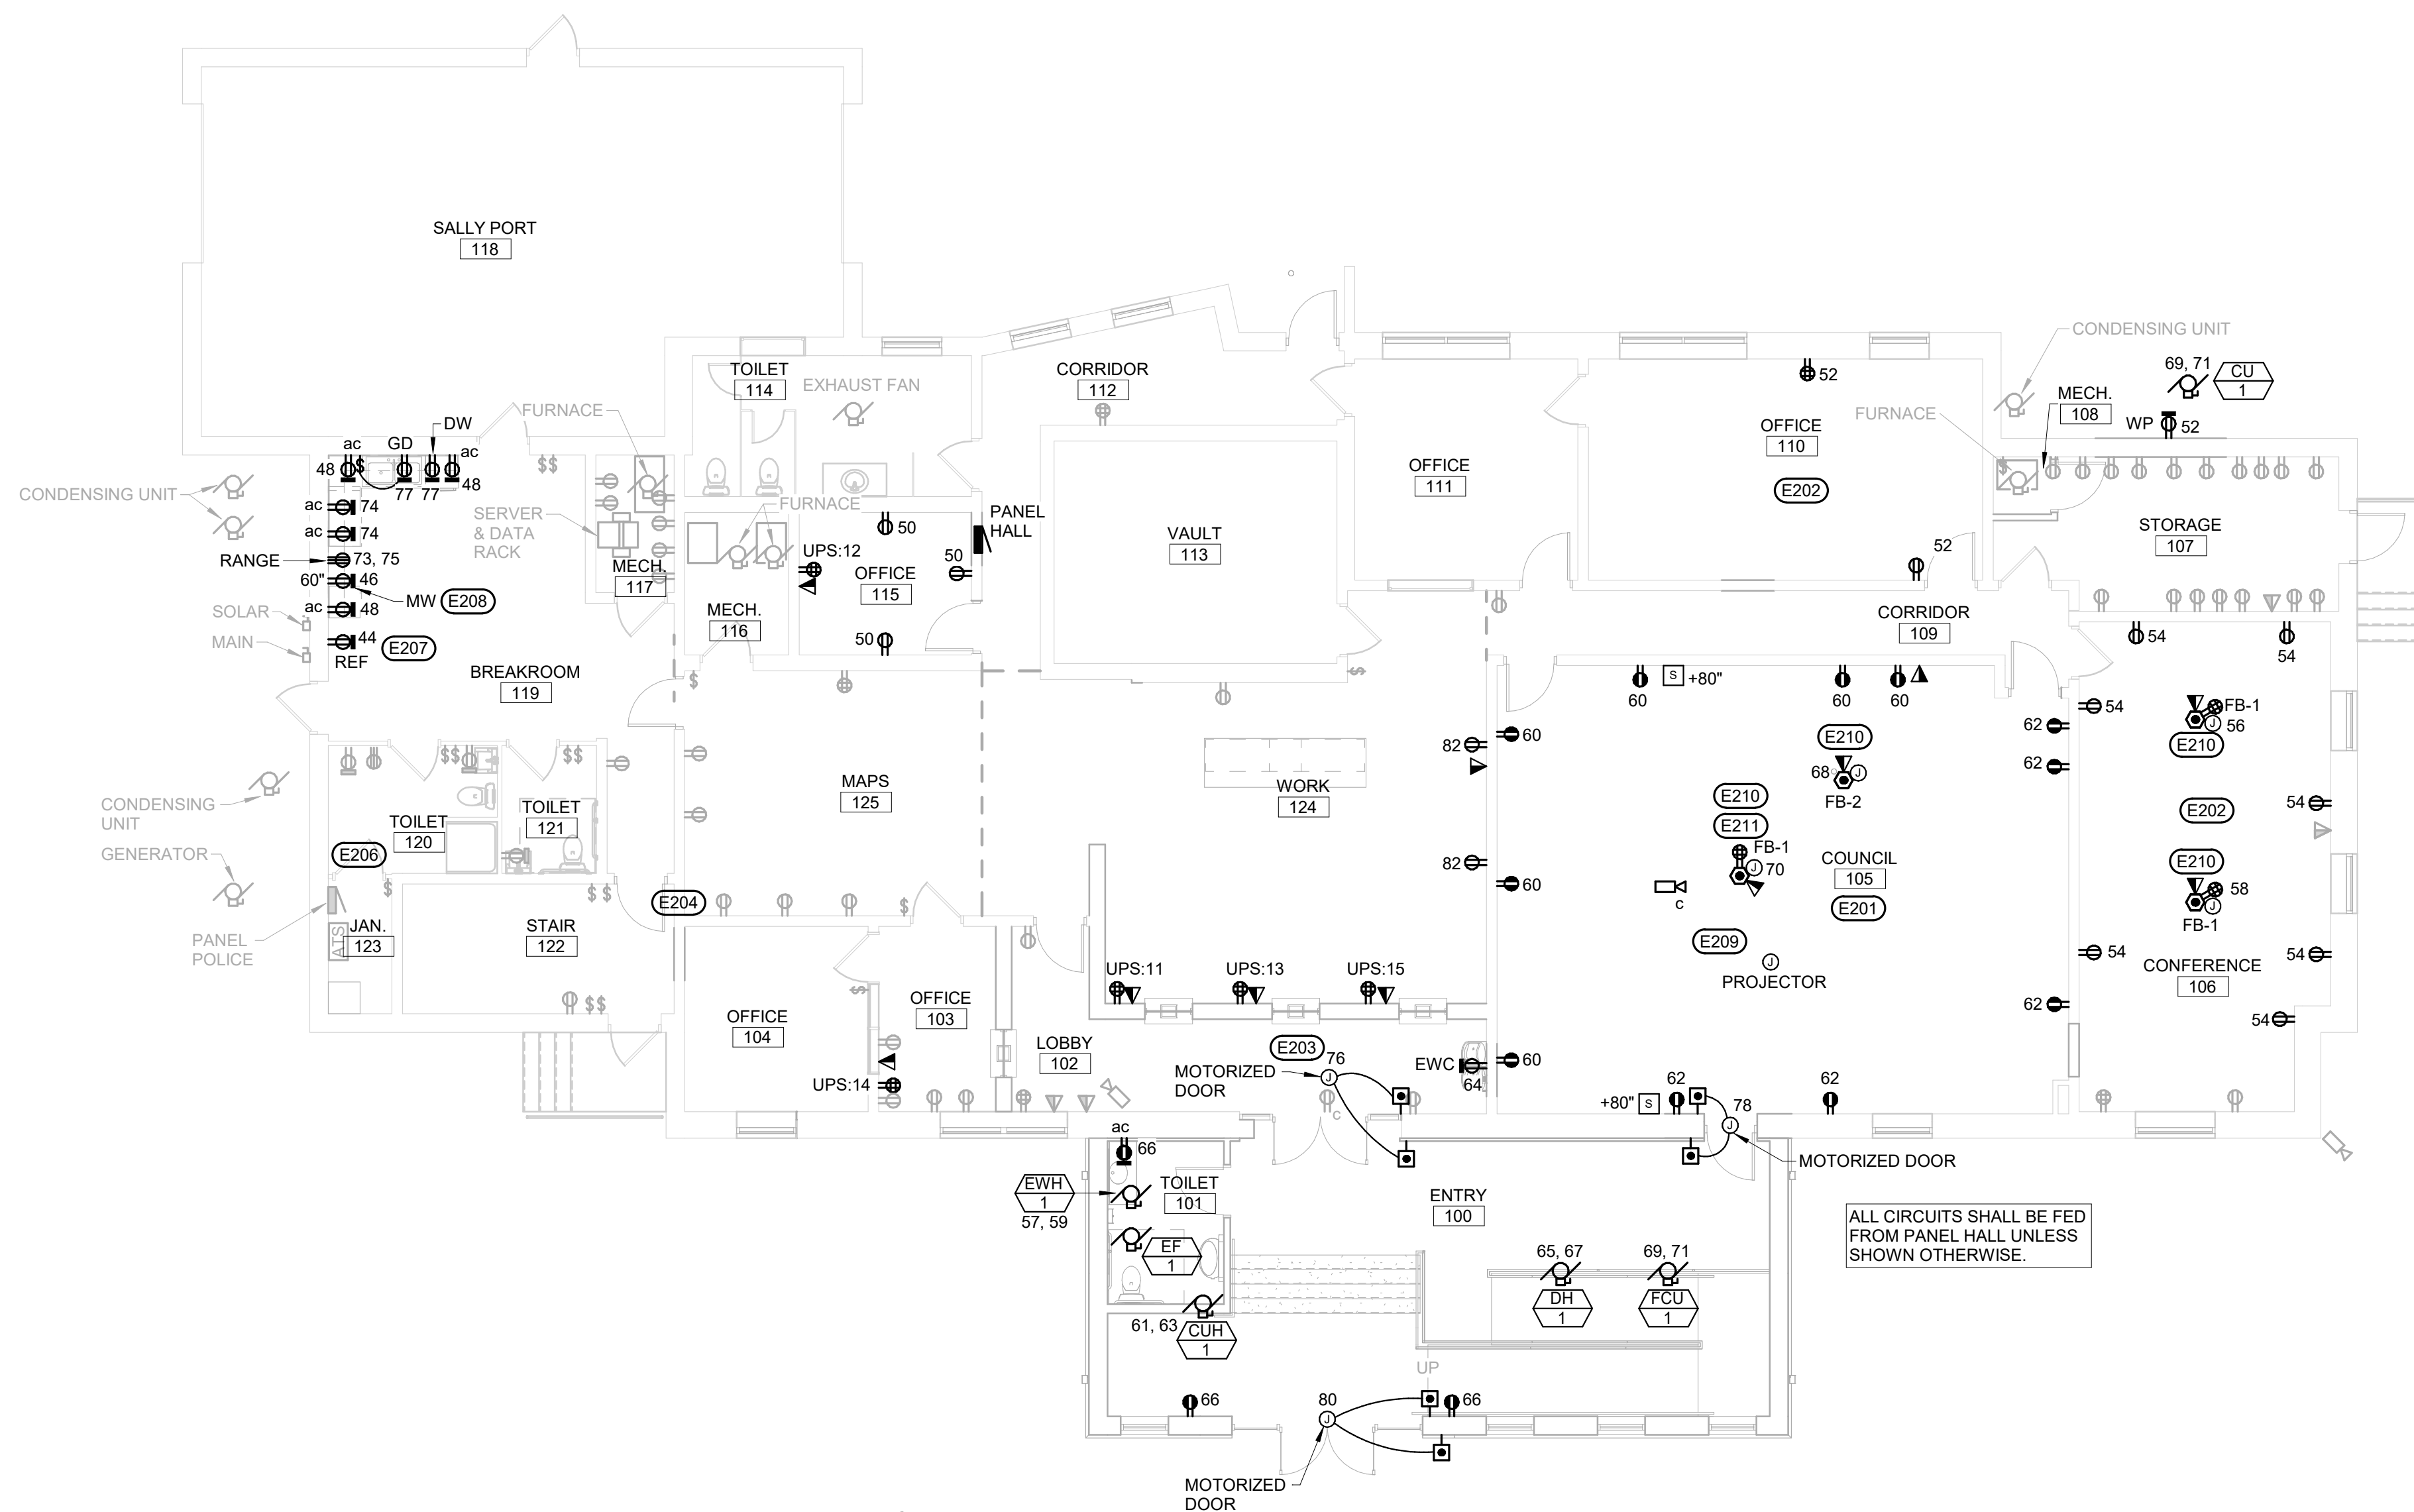 SALLY PORT
118
CONDENSING UNIT
TOILET
114
EXHAUST FAN
CORRIDOR
112
69, 71
CU
1
MECH.
108
52
FURNACE
FURNACE
DW
ac
GD
ac
48
77
77
48
WP
52
OFFICE
110
E202
OFFICE
111
CONDENSING UNIT
ac
74
ac
74
SERVER
& DATA
RACK
FURNACE
PANEL
HALL
50
VAULT
113
STORAGE
107
RANGE
73, 75
60"
46
MW
E208
ac
48
MECH.
117
UPS:12
OFFICE
115
50
52
SOLAR
MAIN
44
REF
E207
MECH.
116
50
CORRIDOR
109
54
54
BREAKROOM
119
60
S
+80"
60
60
54
FB-1
J
56
E210
62
62
82
60
E210
68
J
FB-2
CONDENSING
UNIT
MAPS
125
WORK
124
TOILET
121
TOILET
120
E210
E211
FB-1
J
70
54
E202
GENERATOR
E206
82
60
COUNCIL
105
E201
c
E210
58
J
FB-1
E204
JAN.
123
ATS
STAIR
122
PANEL
POLICE
E209
J
PROJECTOR
54
54
CONFERENCE
106
UPS:11
UPS:13
UPS:15
OFFICE
103
OFFICE
104
62
54
LOBBY
102
E203
76
J
MOTORIZED
DOOR
EWC
64
60
UPS:14
c
+80"
S
62
78
J
62
ac
66
MOTORIZED DOOR
EWH
1
57, 59
TOILET
101
ENTRY
100
ALL CIRCUITS SHALL BE FED
FROM PANEL HALL UNLESS
SHOWN OTHERWISE.
EF
1
65, 67
69, 71
DH
1
FCU
1
61, 63
CUH
1
UP
66
80
J
66
MOTORIZED
DOOR